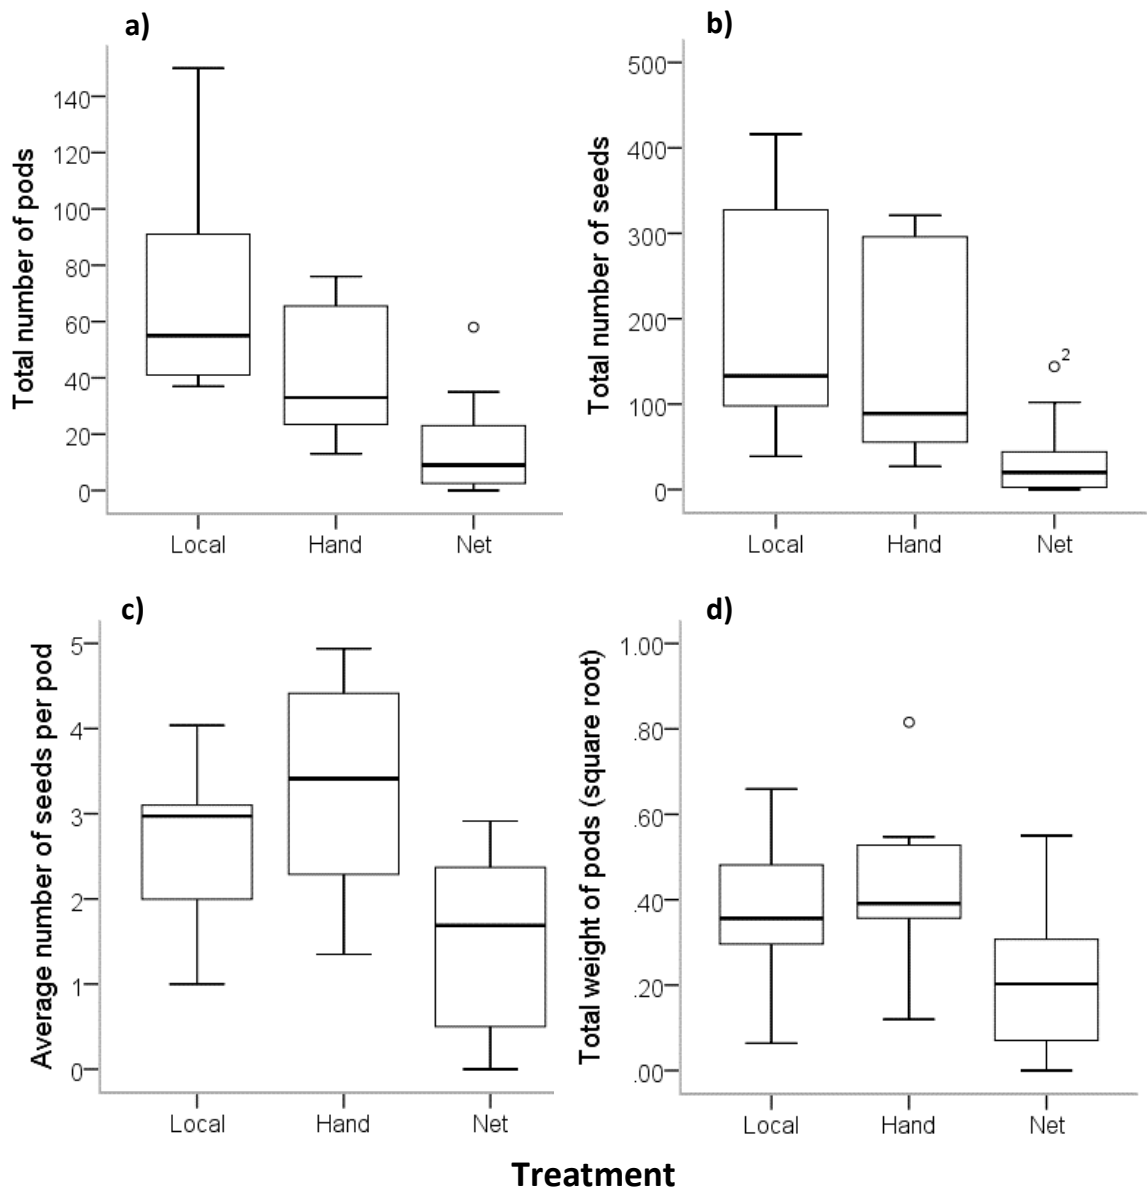 a)
Total number of pods
140
120
100
80
60
40
20
0
Local Hand Net
b)
Total number of seeds
500
400
300
200
100
0
2
Local Hand Net
c)
Average number of seeds per pod
5
4
3
2
1
0
Local Hand Net
d)
Total weight of pods (square root)
1.00
.80
.60
.40
.20
.00
Local Hand Net
Treatment